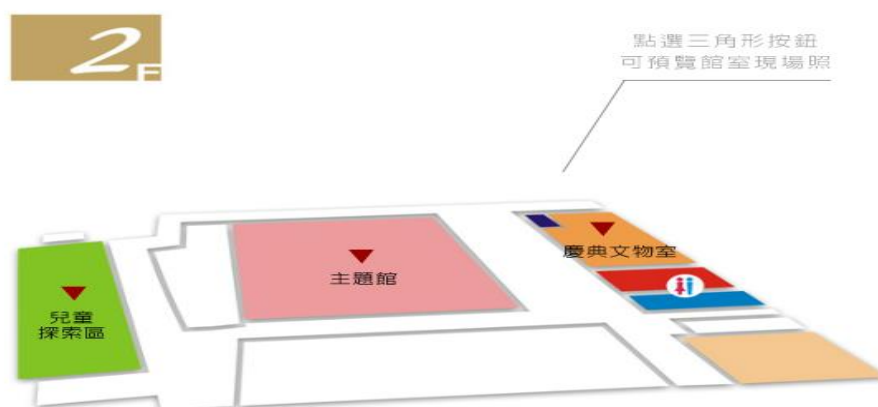 2F
點選三角形按鈕
可預覽館室現場照
慶典文物室
主題館
兒童
探索區